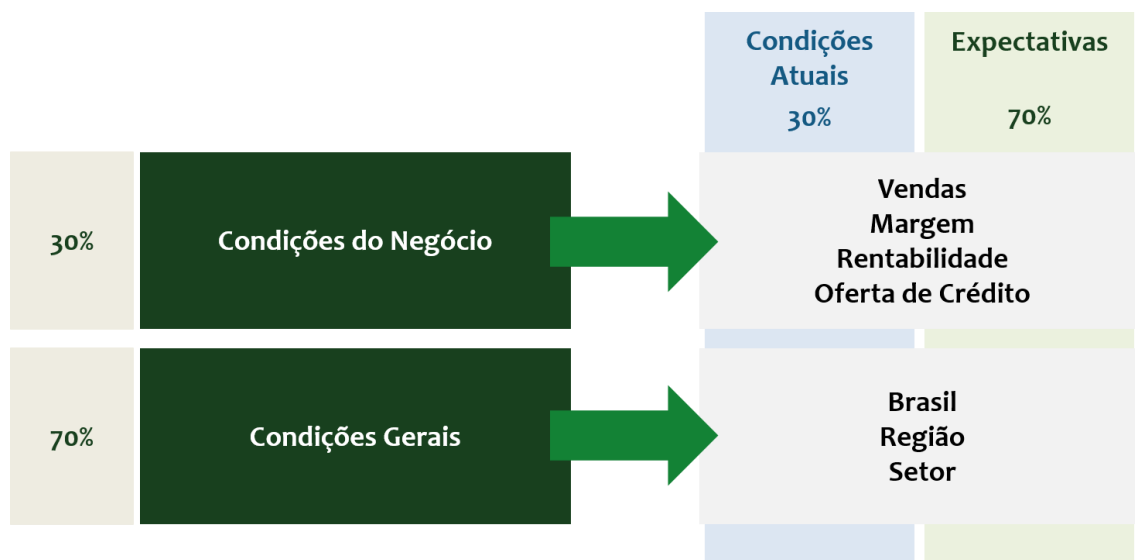 Condições
Atuais
30%
Expectativas
70%
30%
Condições do Negócio
Vendas
Margem
Rentabilidade
Oferta de Crédito
70%
Condições Gerais
Brasil
Região
Setor